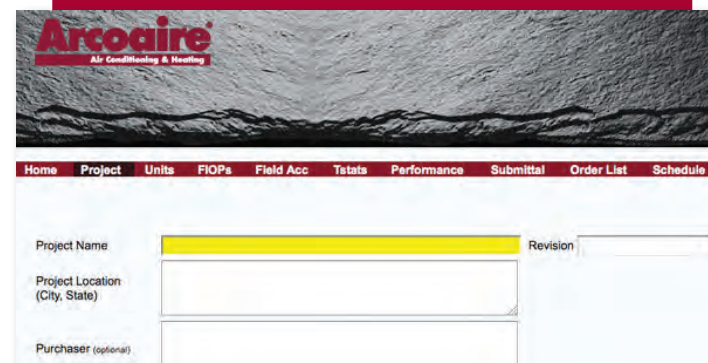 Arcoaire®
Air Conditioning & Heating
Home Project Units FIOPs Field Acc Tstats Performance Submittal Order List Schedule
Project Name Revision
Project Location
(City, State)
Purchaser (optional)